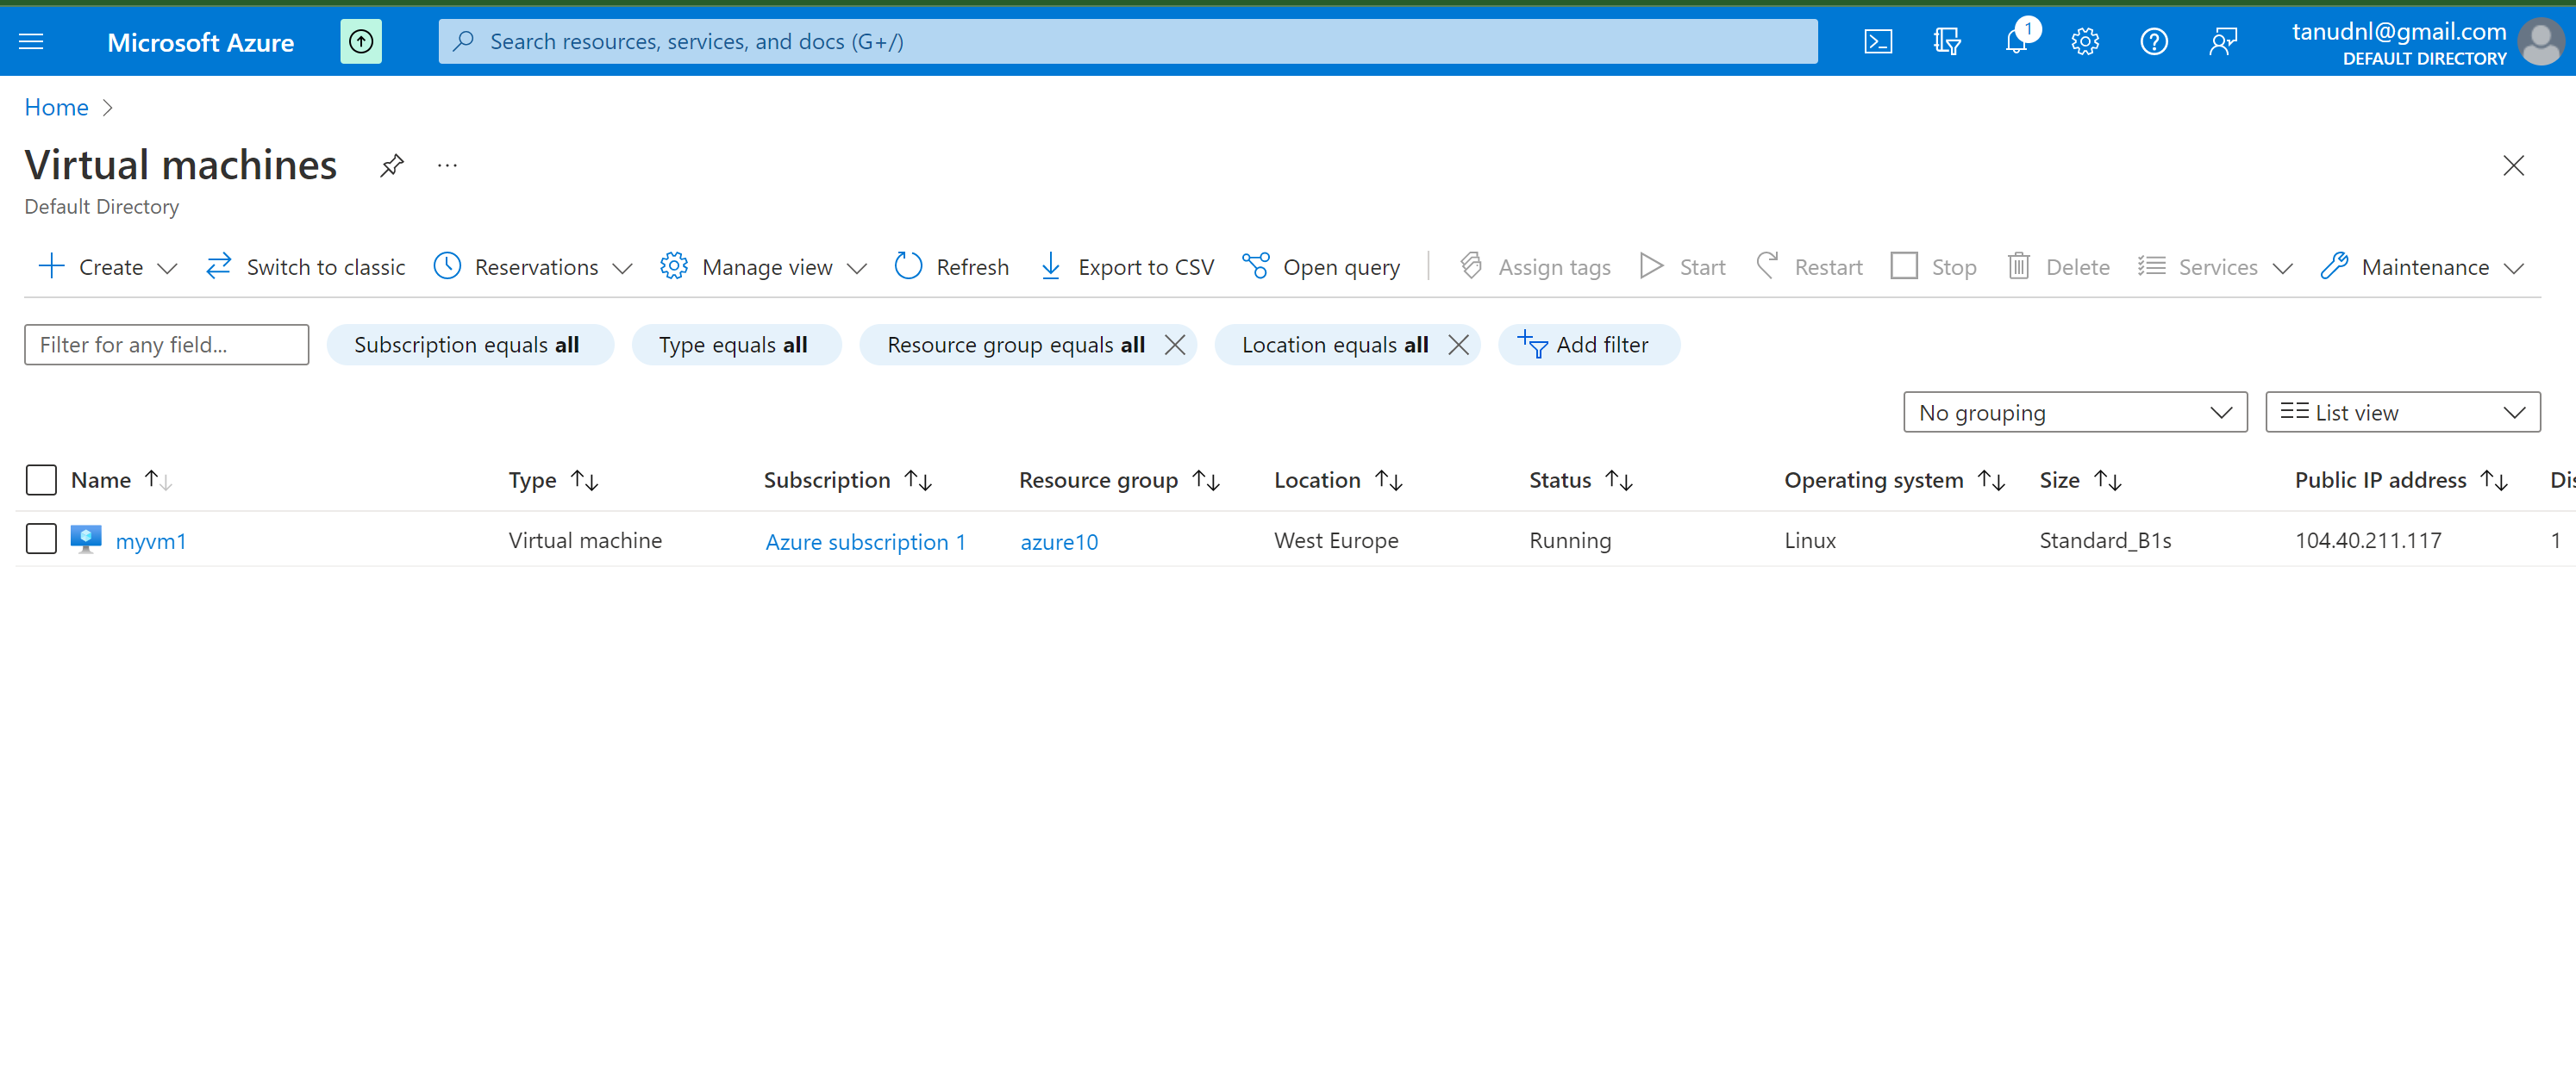 Microsoft Azure
Search resources, services, and docs (G+/)
1
tanudnl@gmail.com
DEFAULT DIRECTORY
Home
Virtual machines
...
Default Directory
Create
Switch to classic
Reservations
Manage view
Refresh
Export to CSV
Open query
Assign tags
Start
Restart
Stop
Delete
Services
Maintenance
Filter for any field...
Subscription equals all
Type equals all
Resource group equals all
Location equals all
Add filter
No grouping
List view
Name Type Subscription Resource group Location Status Operating system Size Public IP address
myvm1 Virtual machine Azure subscription 1 azure10 West Europe Running Linux Standard_B1s 104.40.211.117 1